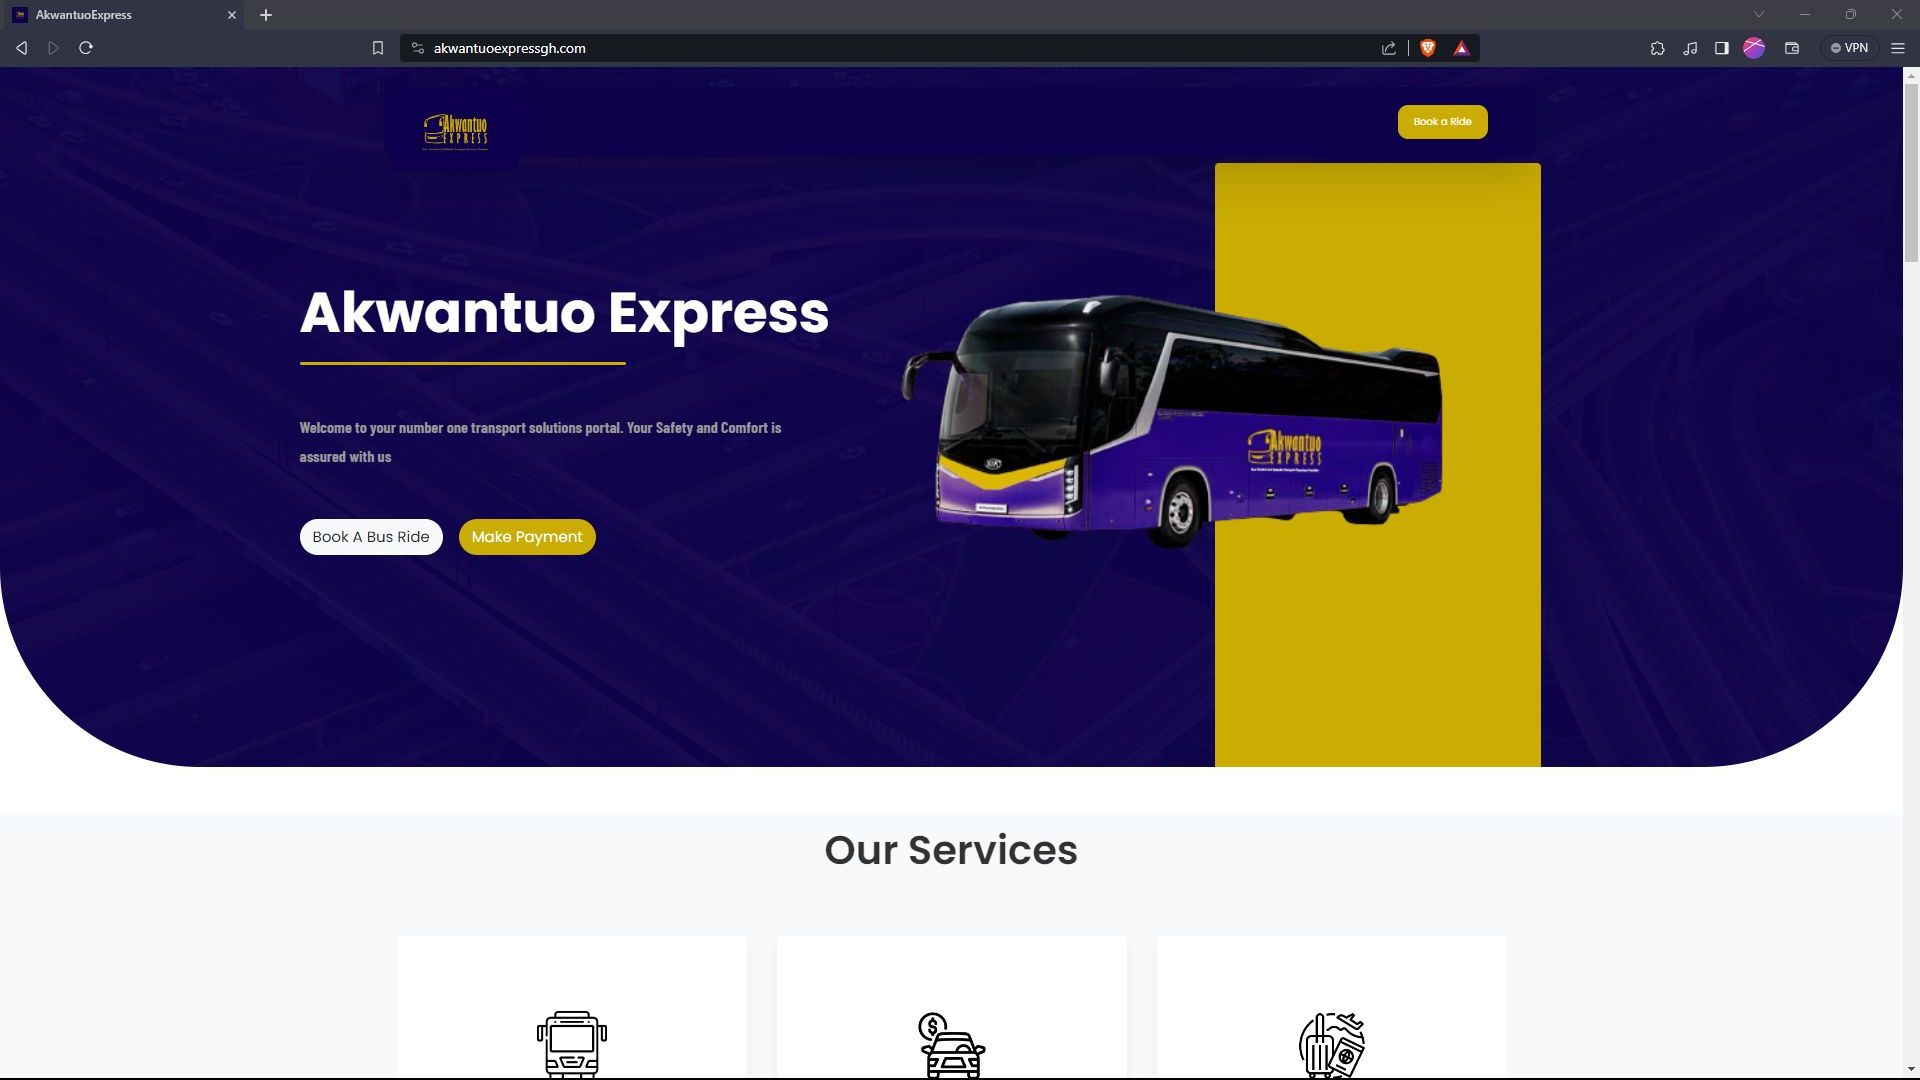 AkwantuoExpress
akwantuoexpressgh.com
VPN
Akwantuo
EXPRESS
Book a Ride
Akwantuo Express
Welcome to your number one transport solutions portal. Your Safety and Comfort is
assured with us
Book A Bus Ride
Make Payment
KIA
Akwantuo
EXPRESS
Our Services
$